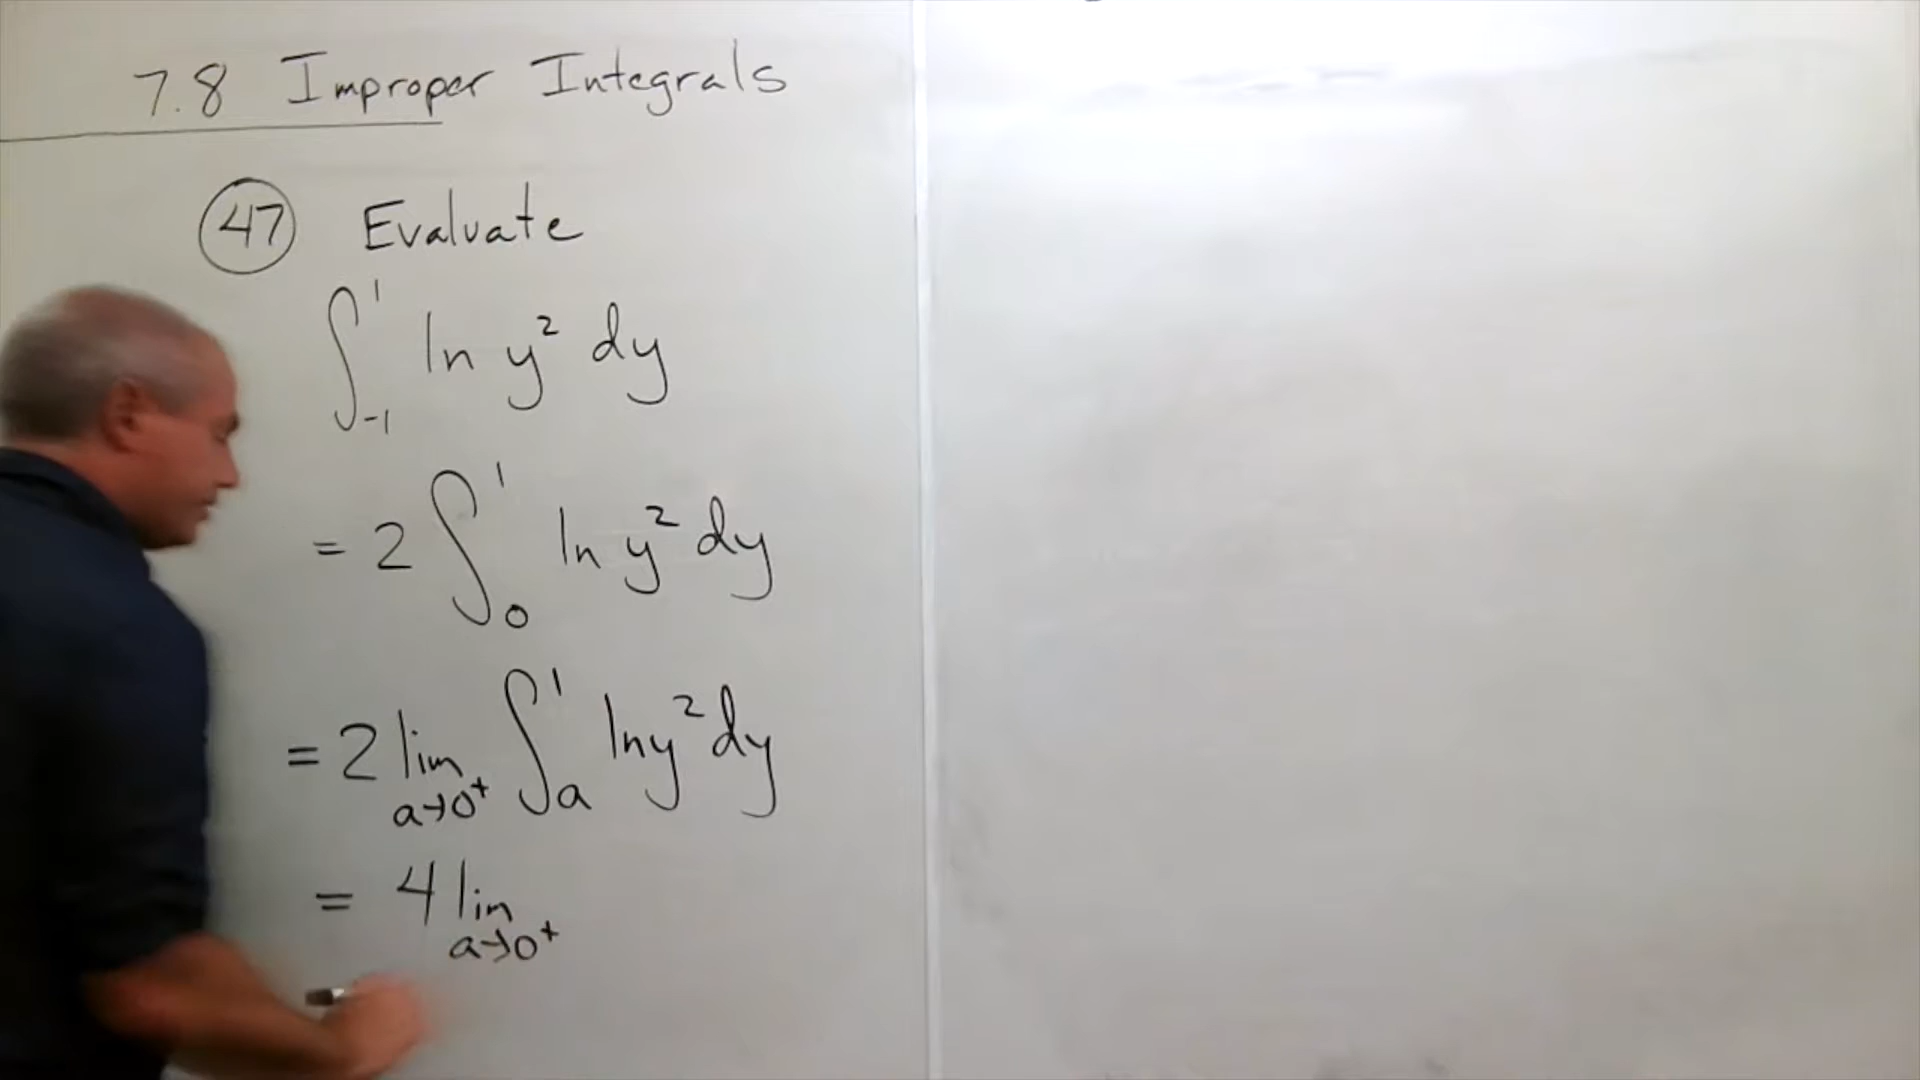 7.8 Improper Integrals
47 Evaluate
∫₋₁¹ ln y² dy
= 2 ∫₀¹ ln y² dy
= 2 lim a→0⁺ ∫ₐ¹ ln y² dy
= 4 lim a→0⁺